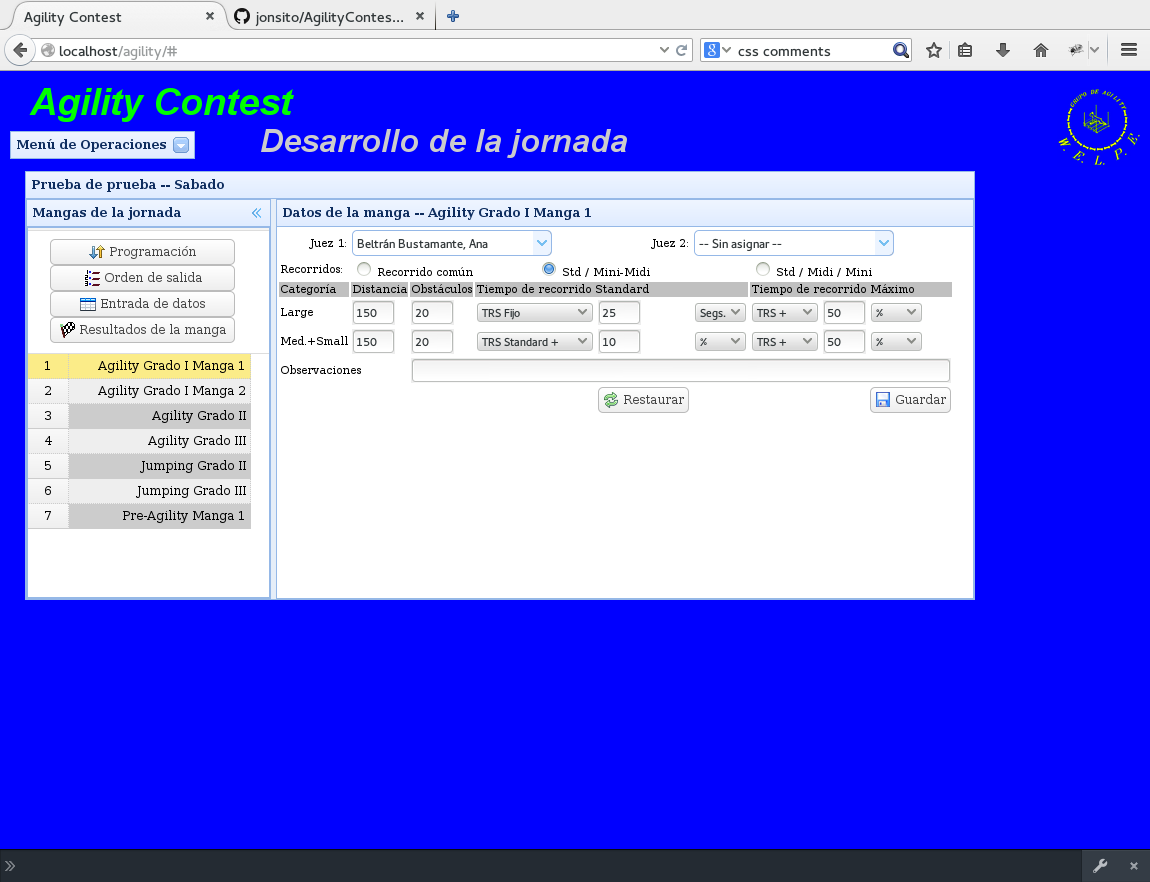 Agility Contest
jonsito/AgilityContes...
localhost/agility/#
css comments
Agility Contest
Menú de Operaciones
Desarrollo de la jornada
GRUPO DE AGILITY
W. E. L. P. E.
Prueba de prueba -- Sabado
Mangas de la jornada
Programación
Orden de salida
Entrada de datos
Resultados de la manga
1 Agility Grado I Manga 1
2 Agility Grado I Manga 2
3 Agility Grado II
4 Agility Grado III
5 Jumping Grado II
6 Jumping Grado III
7 Pre-Agility Manga 1
Datos de la manga -- Agility Grado I Manga 1
Juez 1: Beltrán Bustamante, Ana Juez 2: -- Sin asignar --
Recorridos: Recorrido común Std / Mini-Midi Std / Midi / Mini
Categoría Distancia Obstáculos Tiempo de recorrido Standard Tiempo de recorrido Máximo
Large 150 20 TRS Fijo 25 Segs. TRS + 50 %
Med.+Small 150 20 TRS Standard + 10 % TRS + 50 %
Observaciones
Restaurar Guardar